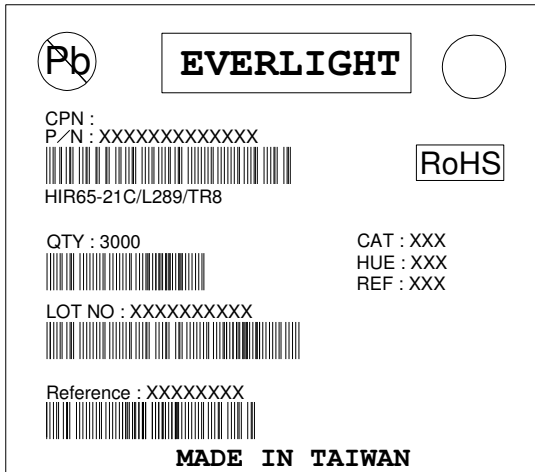 Pb
EVERLIGHT
CPN :
P/N : XXXXXXXXXXXXX
RoHS
HIR65-21C/L289/TR8
QTY : 3000
CAT : XXX
HUE : XXX
REF : XXX
LOT NO : XXXXXXXXXX
Reference : XXXXXXXX
MADE IN TAIWAN